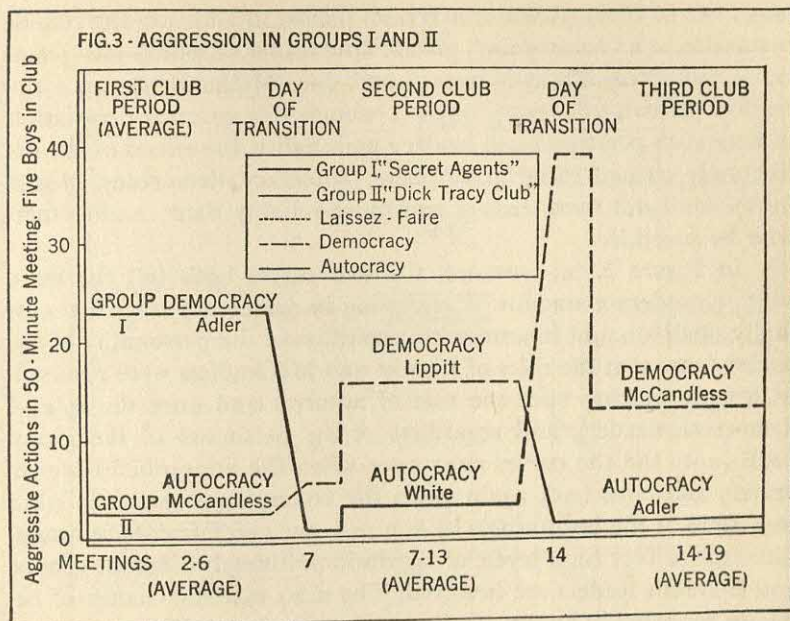 FIG.3 - AGGRESSION IN GROUPS I AND II
FIRST CLUB PERIOD (AVERAGE)
DAY OF TRANSITION
SECOND CLUB PERIOD
DAY OF TRANSITION
THIRD CLUB PERIOD
Aggressive Actions in 50-Minute Meeting, Five Boys in Club
40
30
20
10
0
Group I, "Secret Agents"
Group II, "Dick Tracy Club"
Laissez - Faire
Democracy
Autocracy
GROUP I
DEMOCRACY
Adler
DEMOCRACY
Lippitt
DEMOCRACY
McCandless
GROUP II
AUTOCRACY
McCandless
AUTOCRACY
White
AUTOCRACY
Adler
MEETINGS 2-6 7 7-13 14 14-19
(AVERAGE) (AVERAGE) (AVERAGE)